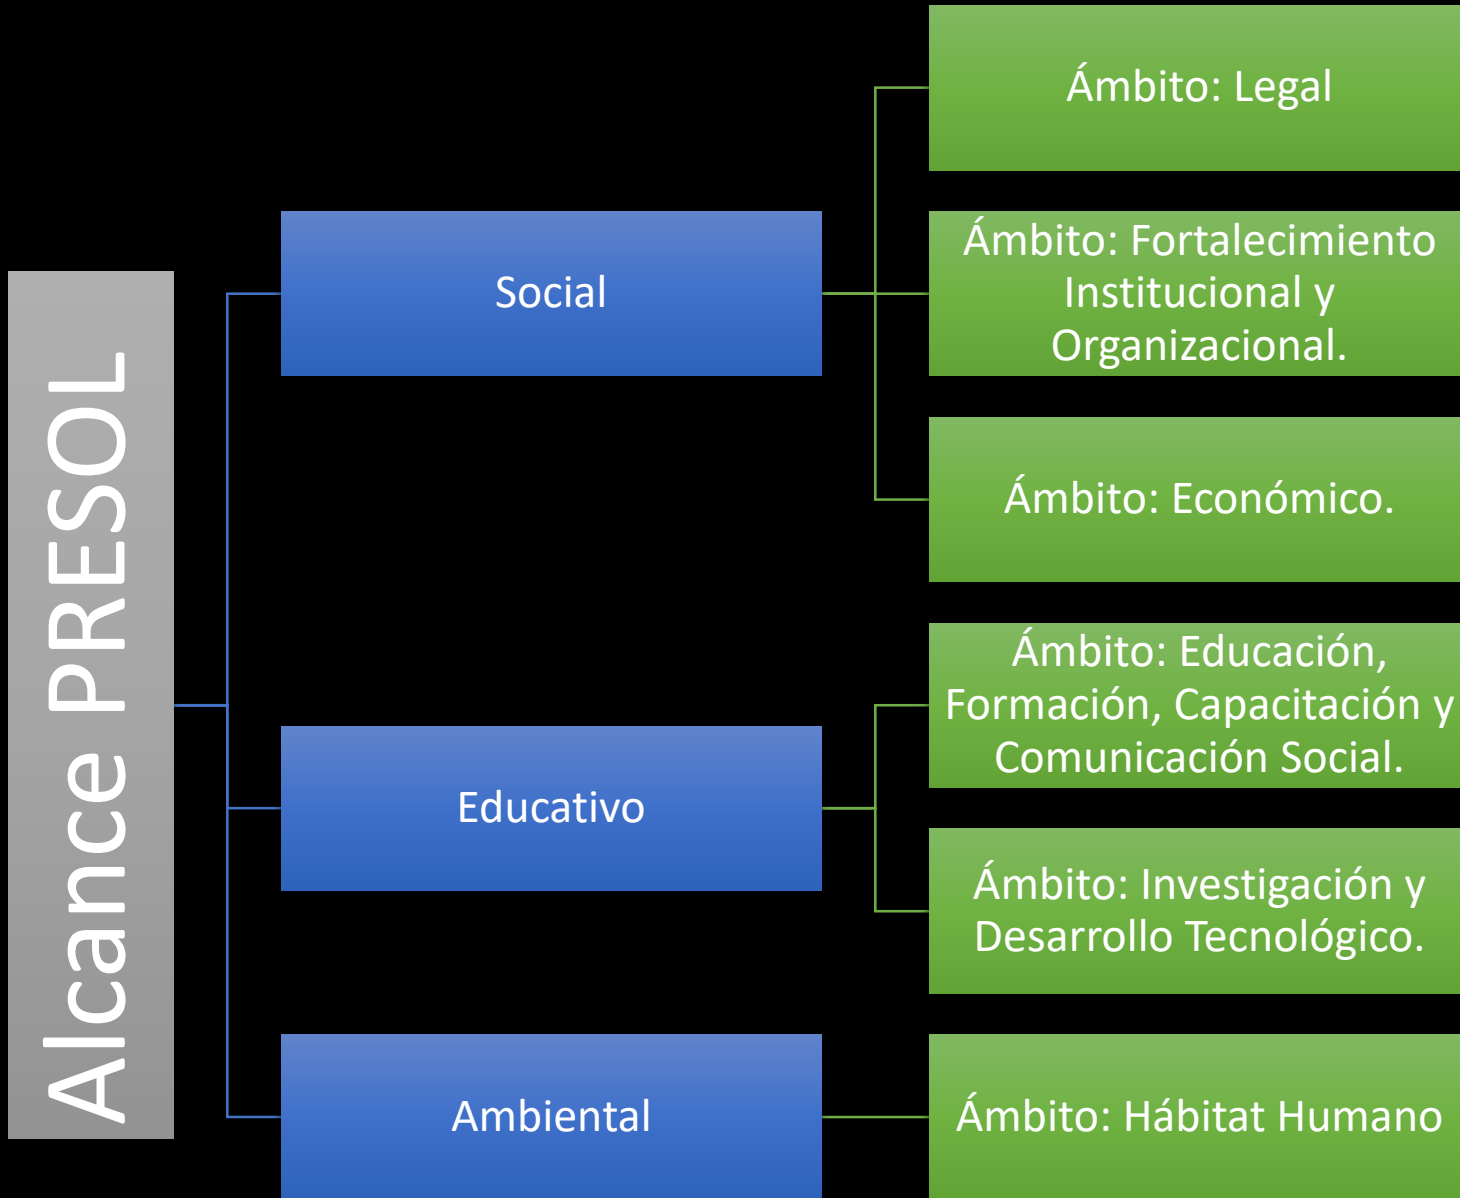 Alcance PRESOL
Social
Ámbito: Legal
Ámbito: Fortalecimiento
Institucional y
Organizacional.
Ámbito: Económico.
Educativo
Ámbito: Educación,
Formación, Capacitación y
Comunicación Social.
Ámbito: Investigación y
Desarrollo Tecnológico.
Ambiental
Ámbito: Hábitat Humano